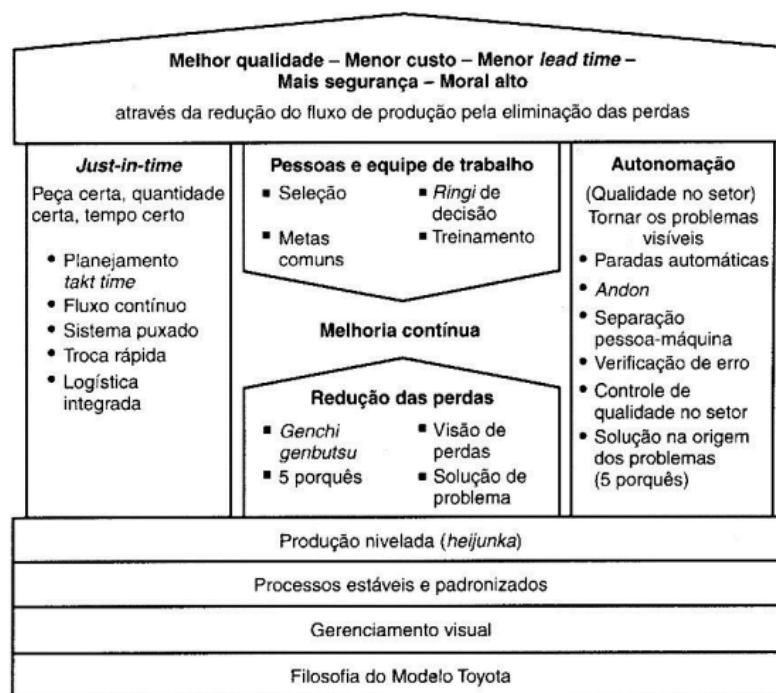 Melhor qualidade – Menor custo – Menor lead time –
Mais segurança – Moral alto
através da redução do fluxo de produção pela eliminação das perdas
Just-in-time
Peça certa, quantidade
certa, tempo certo
• Planejamento
takt time
• Fluxo contínuo
• Sistema puxado
• Troca rápida
• Logística
integrada
Pessoas e equipe de trabalho
▪ Seleção
▪ Ringi de
decisão
▪ Metas
comuns
▪ Treinamento
Melhoria contínua
Redução das perdas
▪ Genchi
genbutsu
▪ Visão de
perdas
▪ 5 porquês
▪ Solução de
problema
Autonomação
(Qualidade no setor)
Tornar os problemas
visíveis
• Paradas automáticas
• Andon
• Separação
pessoa-máquina
• Verificação de erro
• Controle de
qualidade no setor
• Solução na origem
dos problemas
(5 porquês)
Produção nivelada (heijunka)
Processos estáveis e padronizados
Gerenciamento visual
Filosofia do Modelo Toyota